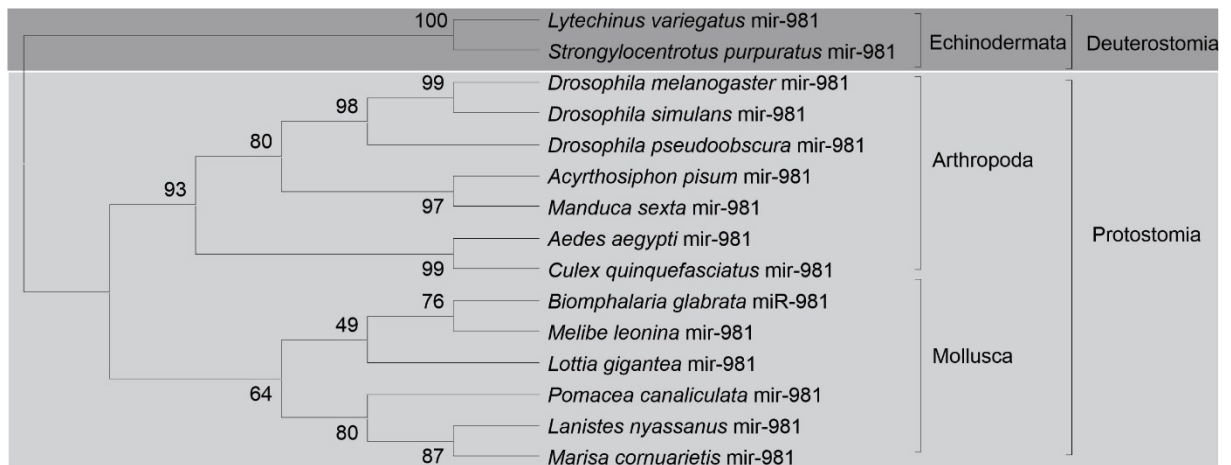 100
Lytechinus variegatus mir-981
Strongylocentrotus purpuratus mir-981
Echinodermata
Deuterostomia
99
Drosophila melanogaster mir-981
98
Drosophila simulans mir-981
80
Drosophila pseudoobscura mir-981
Arthropoda
93
Acyrthosiphon pisum mir-981
97
Manduca sexta mir-981
Protostomia
Aedes aegypti mir-981
99
Culex quinquefasciatus mir-981
76
Biomphalaria glabrata miR-981
49
Melibe leonina mir-981
Mollusca
Lottia gigantea mir-981
64
Pomacea canaliculata mir-981
80
Lanistes nyassanus mir-981
87
Marisa cornuarietis mir-981